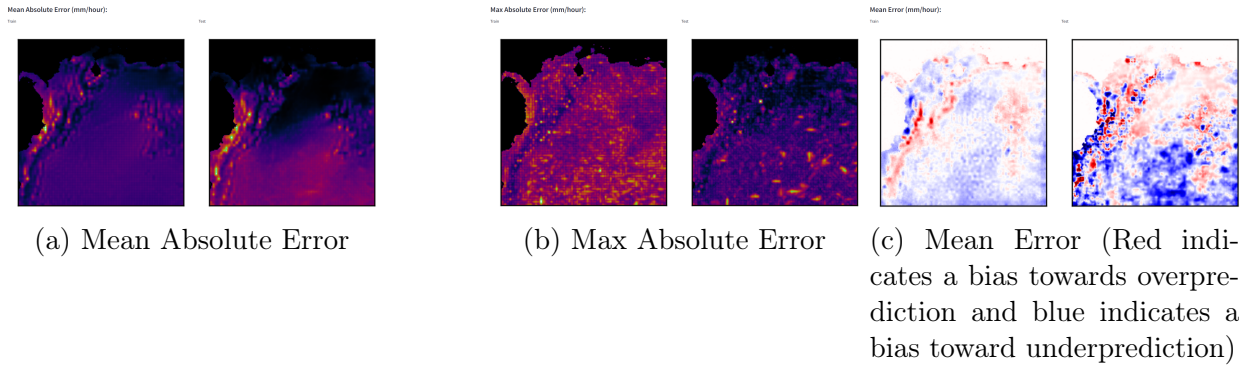 Mean Absolute Error (mm/hour):
Train
Test
Max Absolute Error (mm/hour):
Train
Test
Mean Error (mm/hour):
Train
Test
(a) Mean Absolute Error
(b) Max Absolute Error
(c) Mean Error (Red indi-
cates a bias towards overpre-
diction and blue indicates a
bias toward underprediction)